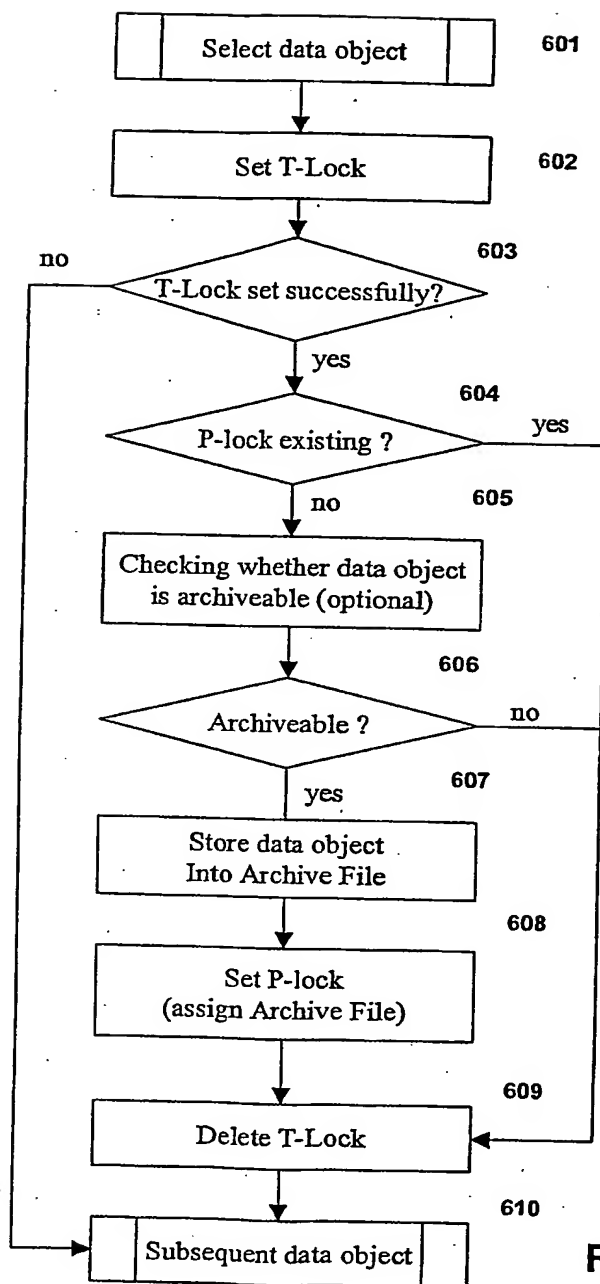 Select data object
601
Set T-Lock
602
603
no
T-Lock set successfully?
yes
604
P-lock existing ?
yes
no
605
Checking whether data object
is archiveable (optional)
606
Archiveable ?
no
607
yes
Store data object
Into Archive File
608
Set P-lock
(assign Archive File)
609
Delete T-Lock
610
Subsequent data object